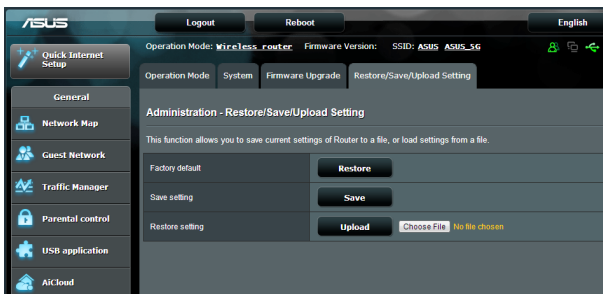 ASUS
Logout Reboot English
Quick Internet Setup
Operation Mode: Wireless router Firmware Version: SSID: ASUS ASUS_5G
Operation Mode System Firmware Upgrade Restore/Save/Upload Setting
General
Network Map
Guest Network
Traffic Manager
Parental control
USB application
AiCloud
Administration - Restore/Save/Upload Setting
This function allows you to save current settings of Router to a file, or load settings from a file.
Factory default Restore
Save setting Save
Restore setting Upload Choose File No file chosen